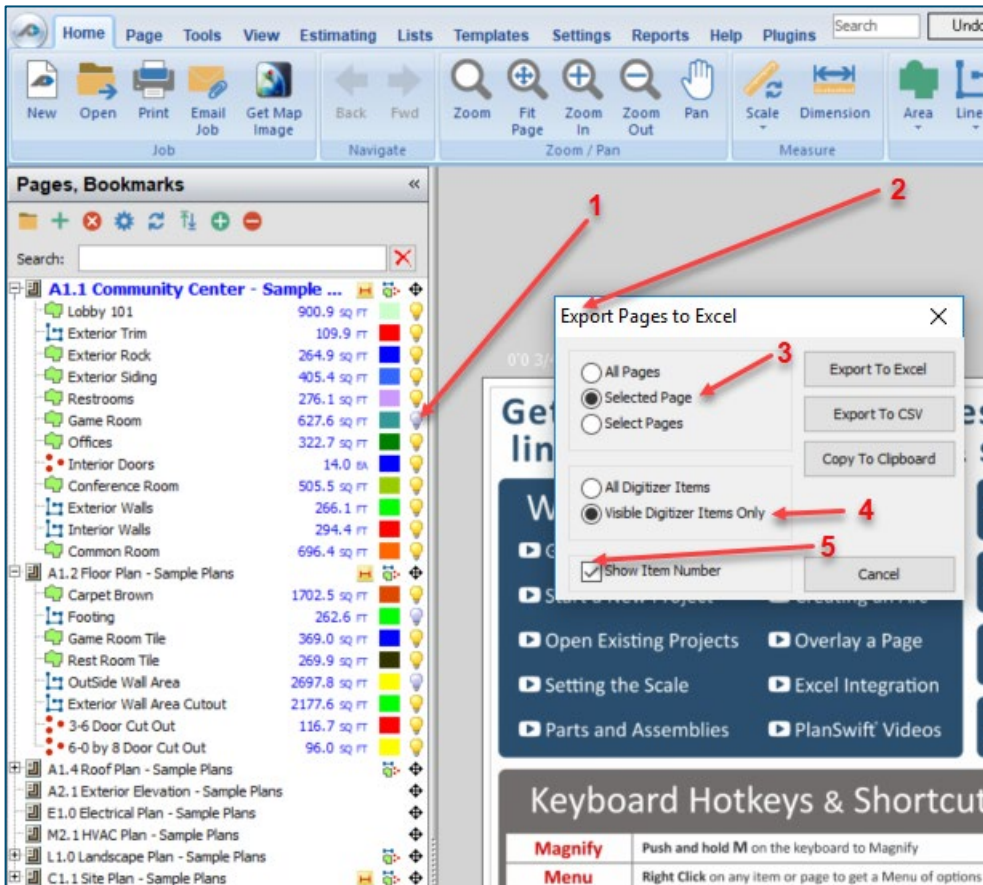 Home Page Tools View Estimating Lists Templates Settings Reports Help Plugins Search Undo
New Open Print Email Job Get Map Image Back Fwd Zoom Fit Page Zoom In Zoom Out Pan Scale Dimension Area Line
Job Navigate Zoom / Pan Measure
Pages, Bookmarks «
1
2
Search:
A1.1 Community Center - Sample ...
Lobby 101 900.9 SQ FT
Exterior Trim 109.9 FT
Exterior Rock 264.9 SQ FT
Exterior Siding 405.4 SQ FT
Restrooms 276.1 SQ FT
Game Room 627.6 SQ FT
Offices 322.7 SQ FT
Interior Doors 14.0 EA
Conference Room 505.5 SQ FT
Exterior Walls 266.1 FT
Interior Walls 294.4 FT
Common Room 696.4 SQ FT
A1.2 Floor Plan - Sample Plans
Carpet Brown 1702.5 SQ FT
Footing 262.6 FT
Game Room Tile 369.0 SQ FT
Rest Room Tile 269.9 SQ FT
OutSide Wall Area 2697.8 SQ FT
Exterior Wall Area Cutout 2177.6 SQ FT
3-6 Door Cut Out 116.7 SQ FT
6-0 by 8 Door Cut Out 96.0 SQ FT
A1.4 Roof Plan - Sample Plans
A2.1 Exterior Elevation - Sample Plans
E1.0 Electrical Plan - Sample Plans
M2.1 HVAC Plan - Sample Plans
L1.0 Landscape Plan - Sample Plans
C1.1 Site Plan - Sample Plans
Export Pages to Excel
3
All Pages
Selected Page
Select Pages
Export To Excel
Export To CSV
Copy To Clipboard
All Digitizer Items
Visible Digitizer Items Only
4
5
Show Item Number
Cancel
0'0 3/4
Get
lin
W
Start a New Project Creating an Arc
Open Existing Projects Overlay a Page
Setting the Scale Excel Integration
Parts and Assemblies PlanSwift® Videos
Keyboard Hotkeys & Shortcut
Magnify Push and hold M on the keyboard to Magnify
Menu Right Click on any item or page to get a Menu of options